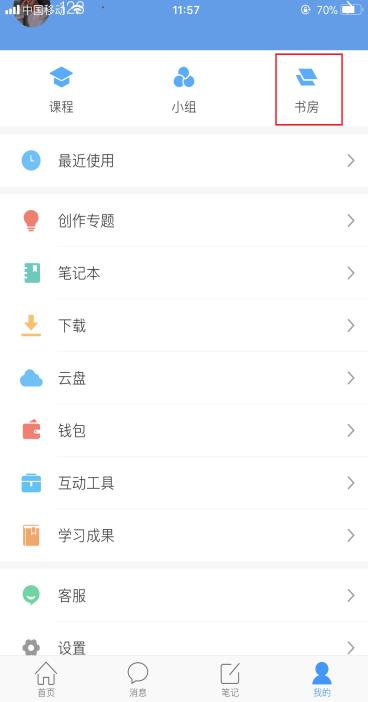 中国移动 123 11:57 70%
课程 小组 书房
最近使用
创作专题
笔记本
下载
云盘
钱包
互动工具
学习成果
客服
设置
首页 消息 笔记 我的